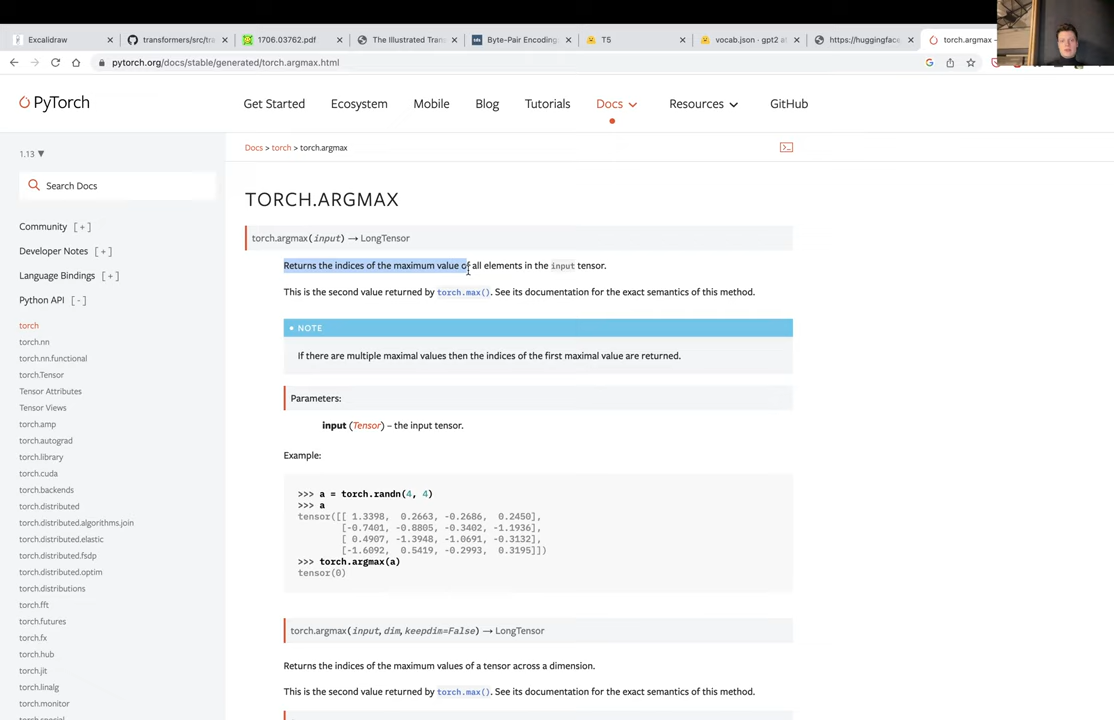 Excalidraw
transformers/src/tra
1706.03762.pdf
The Illustrated Tran
Byte-Pair Encoding
T5
vocab.json · gpt2 at
https://huggingface
torch.argmax —
pytorch.org/docs/stable/generated/torch.argmax.html
PyTorch
Get Started
Ecosystem
Mobile
Blog
Tutorials
Docs
Resources
GitHub
1.13 ▼
Docs > torch > torch.argmax
Search Docs
TORCH.ARGMAX
Community [ + ]
torch.argmax(input) → LongTensor
Developer Notes [ + ]
Returns the indices of the maximum value of all elements in the input tensor.
Language Bindings [ + ]
This is the second value returned by torch.max(). See its documentation for the exact semantics of this method.
Python API [ - ]
NOTE
If there are multiple maximal values then the indices of the first maximal value are returned.
Parameters:
input (Tensor) – the input tensor.
Example:
>>> a = torch.randn(4, 4)
>>> a
tensor([[ 1.3398, 0.2663, -0.2686, 0.2450],
[-0.7401, -0.8805, -0.3402, -1.1936],
[ 0.4907, -1.3948, -1.0691, -0.3132],
[-1.6092, 0.5419, -0.2993, 0.3195]])
>>> torch.argmax(a)
tensor(0)
torch.argmax(input, dim, keepdim=False) → LongTensor
Returns the indices of the maximum values of a tensor across a dimension.
This is the second value returned by torch.max(). See its documentation for the exact semantics of this method.
torch
torch.nn
torch.nn.functional
torch.Tensor
Tensor Attributes
Tensor Views
torch.amp
torch.autograd
torch.library
torch.cuda
torch.backends
torch.distributed
torch.distributed.algorithms.join
torch.distributed.elastic
torch.distributed.fsdp
torch.distributed.optim
torch.distributions
torch.fft
torch.futures
torch.fx
torch.hub
torch.jit
torch.linalg
torch.monitor